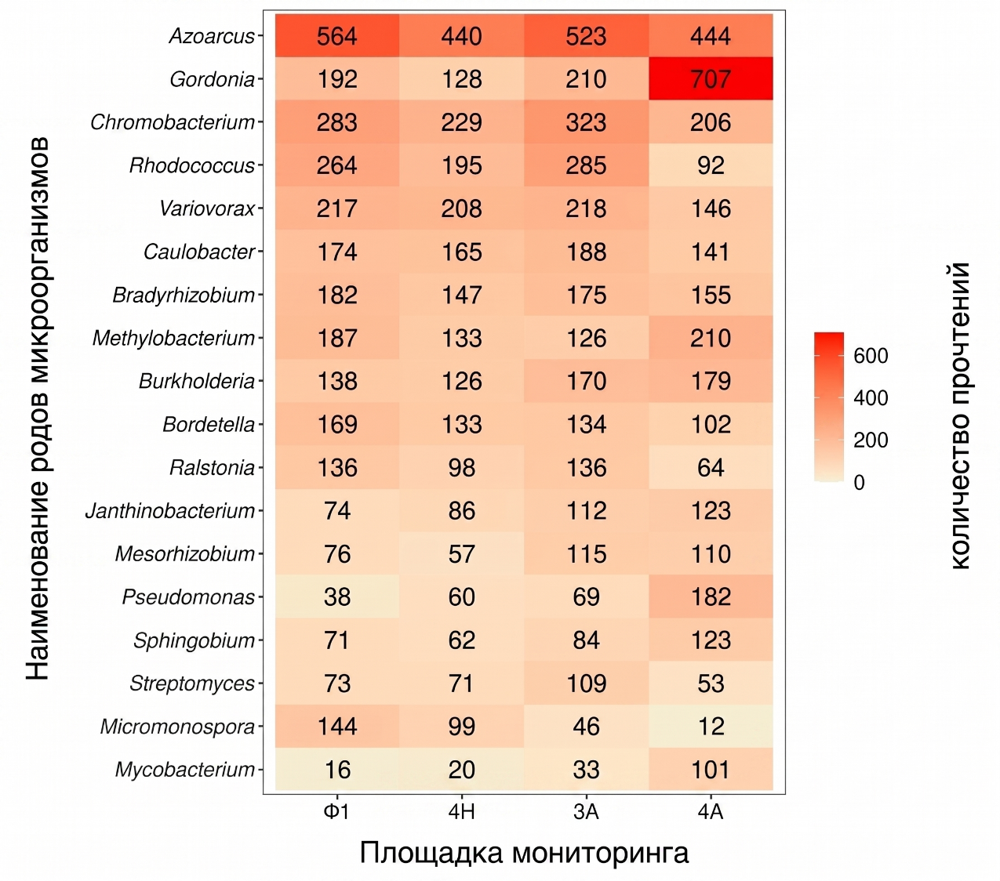 Наименование родов микроорганизмов
Azoarcus 564 440 523 444
Gordonia 192 128 210 707
Chromobacterium 283 229 323 206
Rhodococcus 264 195 285 92
Variovorax 217 208 218 146
Caulobacter 174 165 188 141
Bradyrhizobium 182 147 175 155
Methylobacterium 187 133 126 210
Burkholderia 138 126 170 179
Bordetella 169 133 134 102
Ralstonia 136 98 136 64
Janthinobacterium 74 86 112 123
Mesorhizobium 76 57 115 110
Pseudomonas 38 60 69 182
Sphingobium 71 62 84 123
Streptomyces 73 71 109 53
Micromonospora 144 99 46 12
Mycobacterium 16 20 33 101
Ф1 4Н 3А 4А
Площадка мониторинга
600
400
200
0
количество прочтений